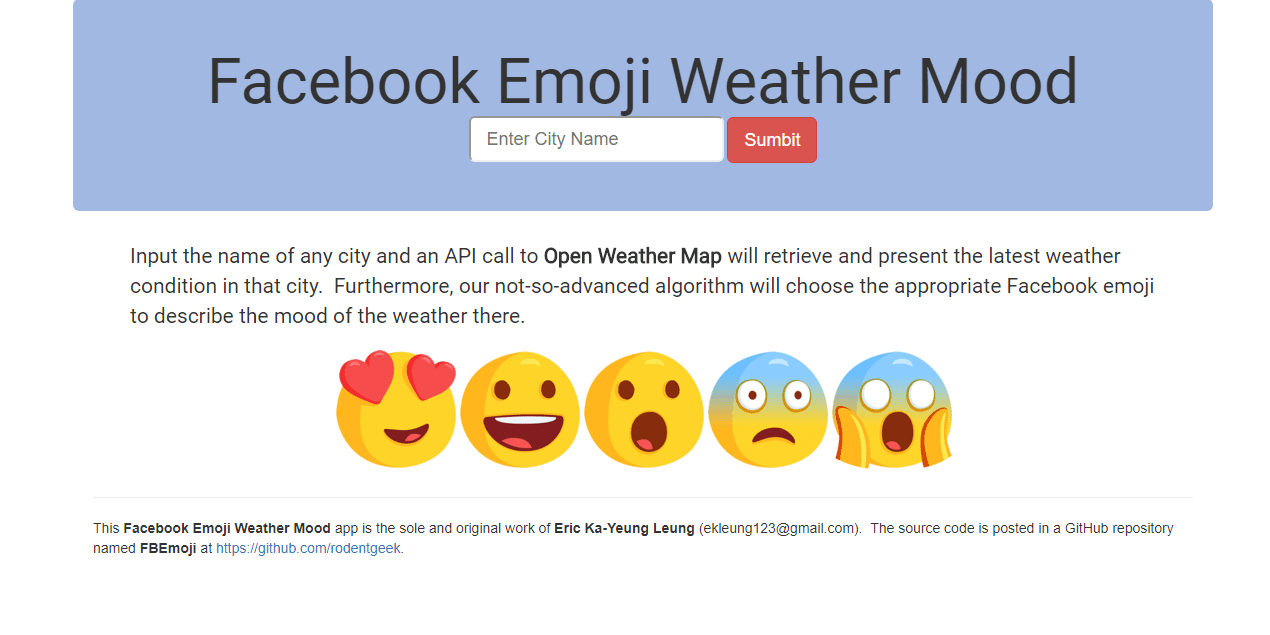 Facebook Emoji Weather Mood
Enter City Name
Sumbit
Input the name of any city and an API call to Open Weather Map will retrieve and present the latest weather
condition in that city.  Furthermore, our not-so-advanced algorithm will choose the appropriate Facebook emoji
to describe the mood of the weather there.
This Facebook Emoji Weather Mood app is the sole and original work of Eric Ka-Yeung Leung (ekleung123@gmail.com).  The source code is posted in a GitHub repository
named FBEmoji at https://github.com/rodentgeek.